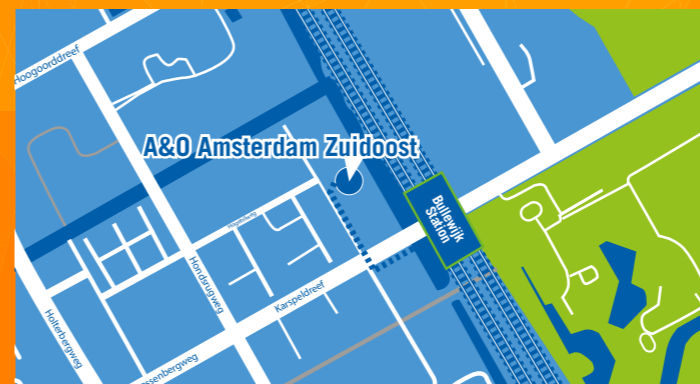 Hoogoorddreef
A&O Amsterdam Zuidoost
Bullewijk
Station
Hondsrugweg
Karspeldreef
Holterbergweg